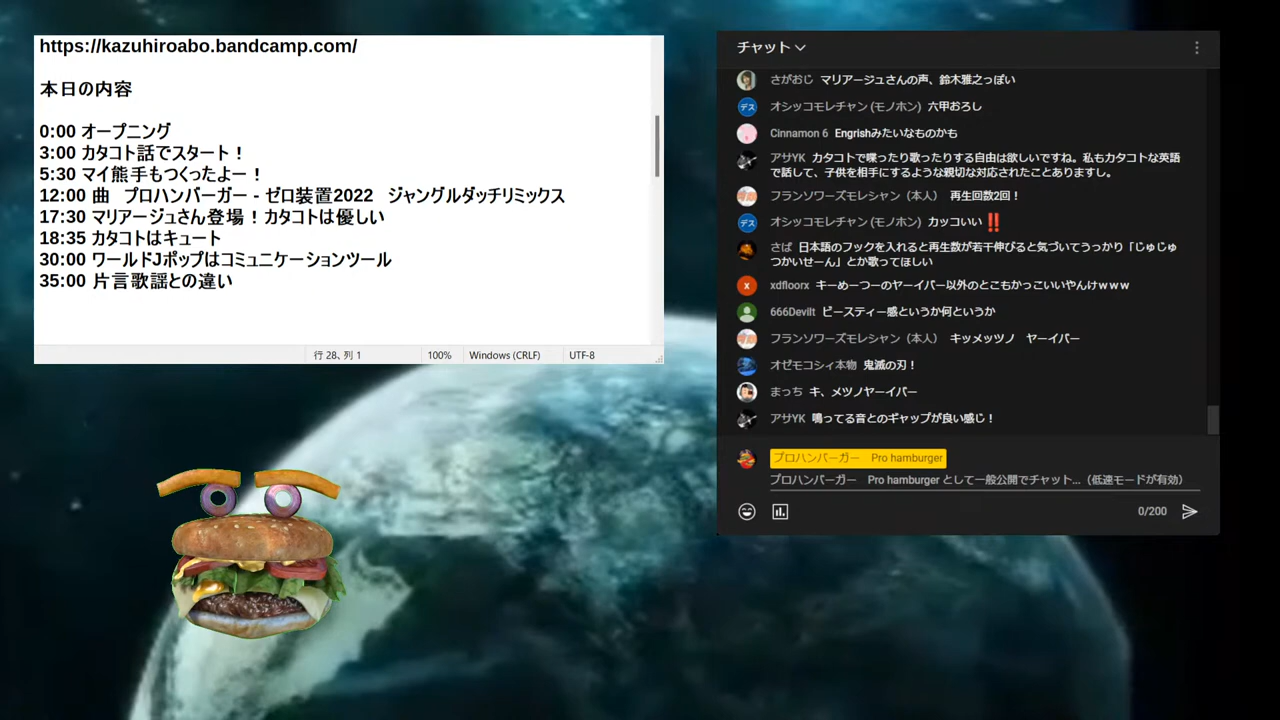 https://kazuhiroabo.bandcamp.com/
本日の内容
0:00 オープニング
3:00 カタコト話でスタート！
5:30 マイ熊手もつくったよー！
12:00 曲　プロハンバーガー - ゼロ装置2022　ジャングルダッチリミックス
17:30 マリアージュさん登場！カタコトは優しい
18:35 カタコトはキュート
30:00 ワールドJポップはコミュニケーションツール
35:00 片言歌謡との違い
行 28、列 1
100%
Windows (CRLF)
UTF-8
チャット
さがおじ マリアージュさんの声、鈴木雅之っぽい
デス オシッコモレチャン (モノホン) 六甲おろし
Cinnamon 6 Engrishみたいなものかも
アサYK カタコトで喋ったり歌ったりする自由は欲しいですね。私もカタコな英語
で話して、子供を相手にするような親切な対応されたことありますし。
フランソワーズモレシャン（本人） 再生回数2回！
デス オシッコモレチャン (モノホン) カッコいい‼
さば 日本語のフックを入れると再生数が若干伸びると気づいてうっかり「じゅじゅ
つかいせーん」とか歌ってほしい
x xdfloorx キーめーつーのヤーイバー以外のとこもかっこいいやんけｗｗｗ
666Devilt ビースティー感というか何というか
フランソワーズモレシャン（本人） キッメッツノ　ヤーイバー
オゼモコシィ本物 鬼滅の刃！
まっち キ、メツノヤーイバー
アサYK 鳴ってる音とのギャップが良い感じ！
プロハンバーガー　Pro hamburger
プロハンバーガー　Pro hamburger として一般公開でチャット...（低速モードが有効）
0/200